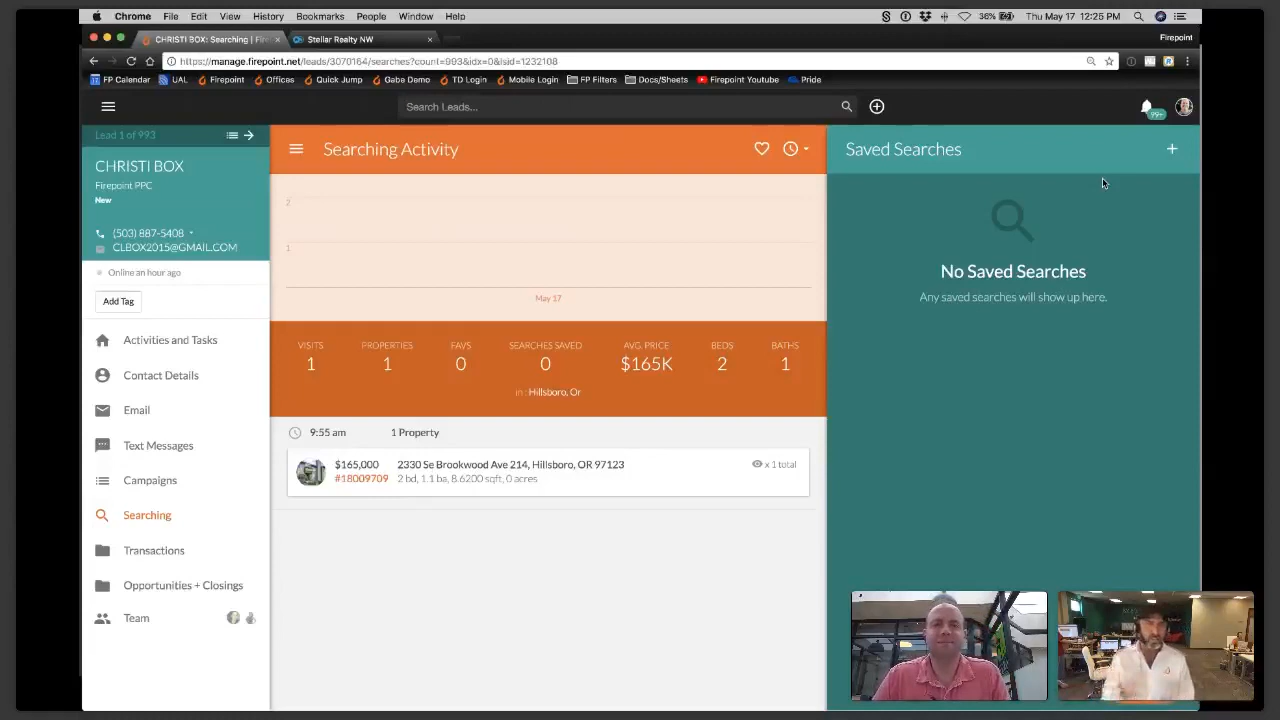 Chrome File Edit View History Bookmarks People Window Help 36% Thu May 17 12:25 PM
CHRISTI BOX: Searching | Fire × Stellar Realty NW × Firepoint
https://manage.firepoint.net/leads/3070164/searches?count=993&idx=0&lsid=1232108
FP Calendar UAL Firepoint Offices Quick Jump Gabe Demo TD Login Mobile Login FP Filters Docs/Sheets Firepoint Youtube Pride
Search Leads...
99+
Lead 1 of 993
CHRISTI BOX
Firepoint PPC
New
(503) 887-5408
CLBOX2015@GMAIL.COM
Online an hour ago
Add Tag
Activities and Tasks
Contact Details
Email
Text Messages
Campaigns
Searching
Transactions
Opportunities + Closings
Team
Searching Activity
2
1
May 17
VISITS PROPERTIES FAVS SEARCHES SAVED AVG. PRICE BEDS BATHS
1 1 0 0 $165K 2 1
in : Hillsboro, Or
9:55 am 1 Property
$165,000 2330 Se Brookwood Ave 214, Hillsboro, OR 97123 x 1 total
#18009709 2 bd, 1.1 ba, 8.6200 sqft, 0 acres
Saved Searches +
No Saved Searches
Any saved searches will show up here.